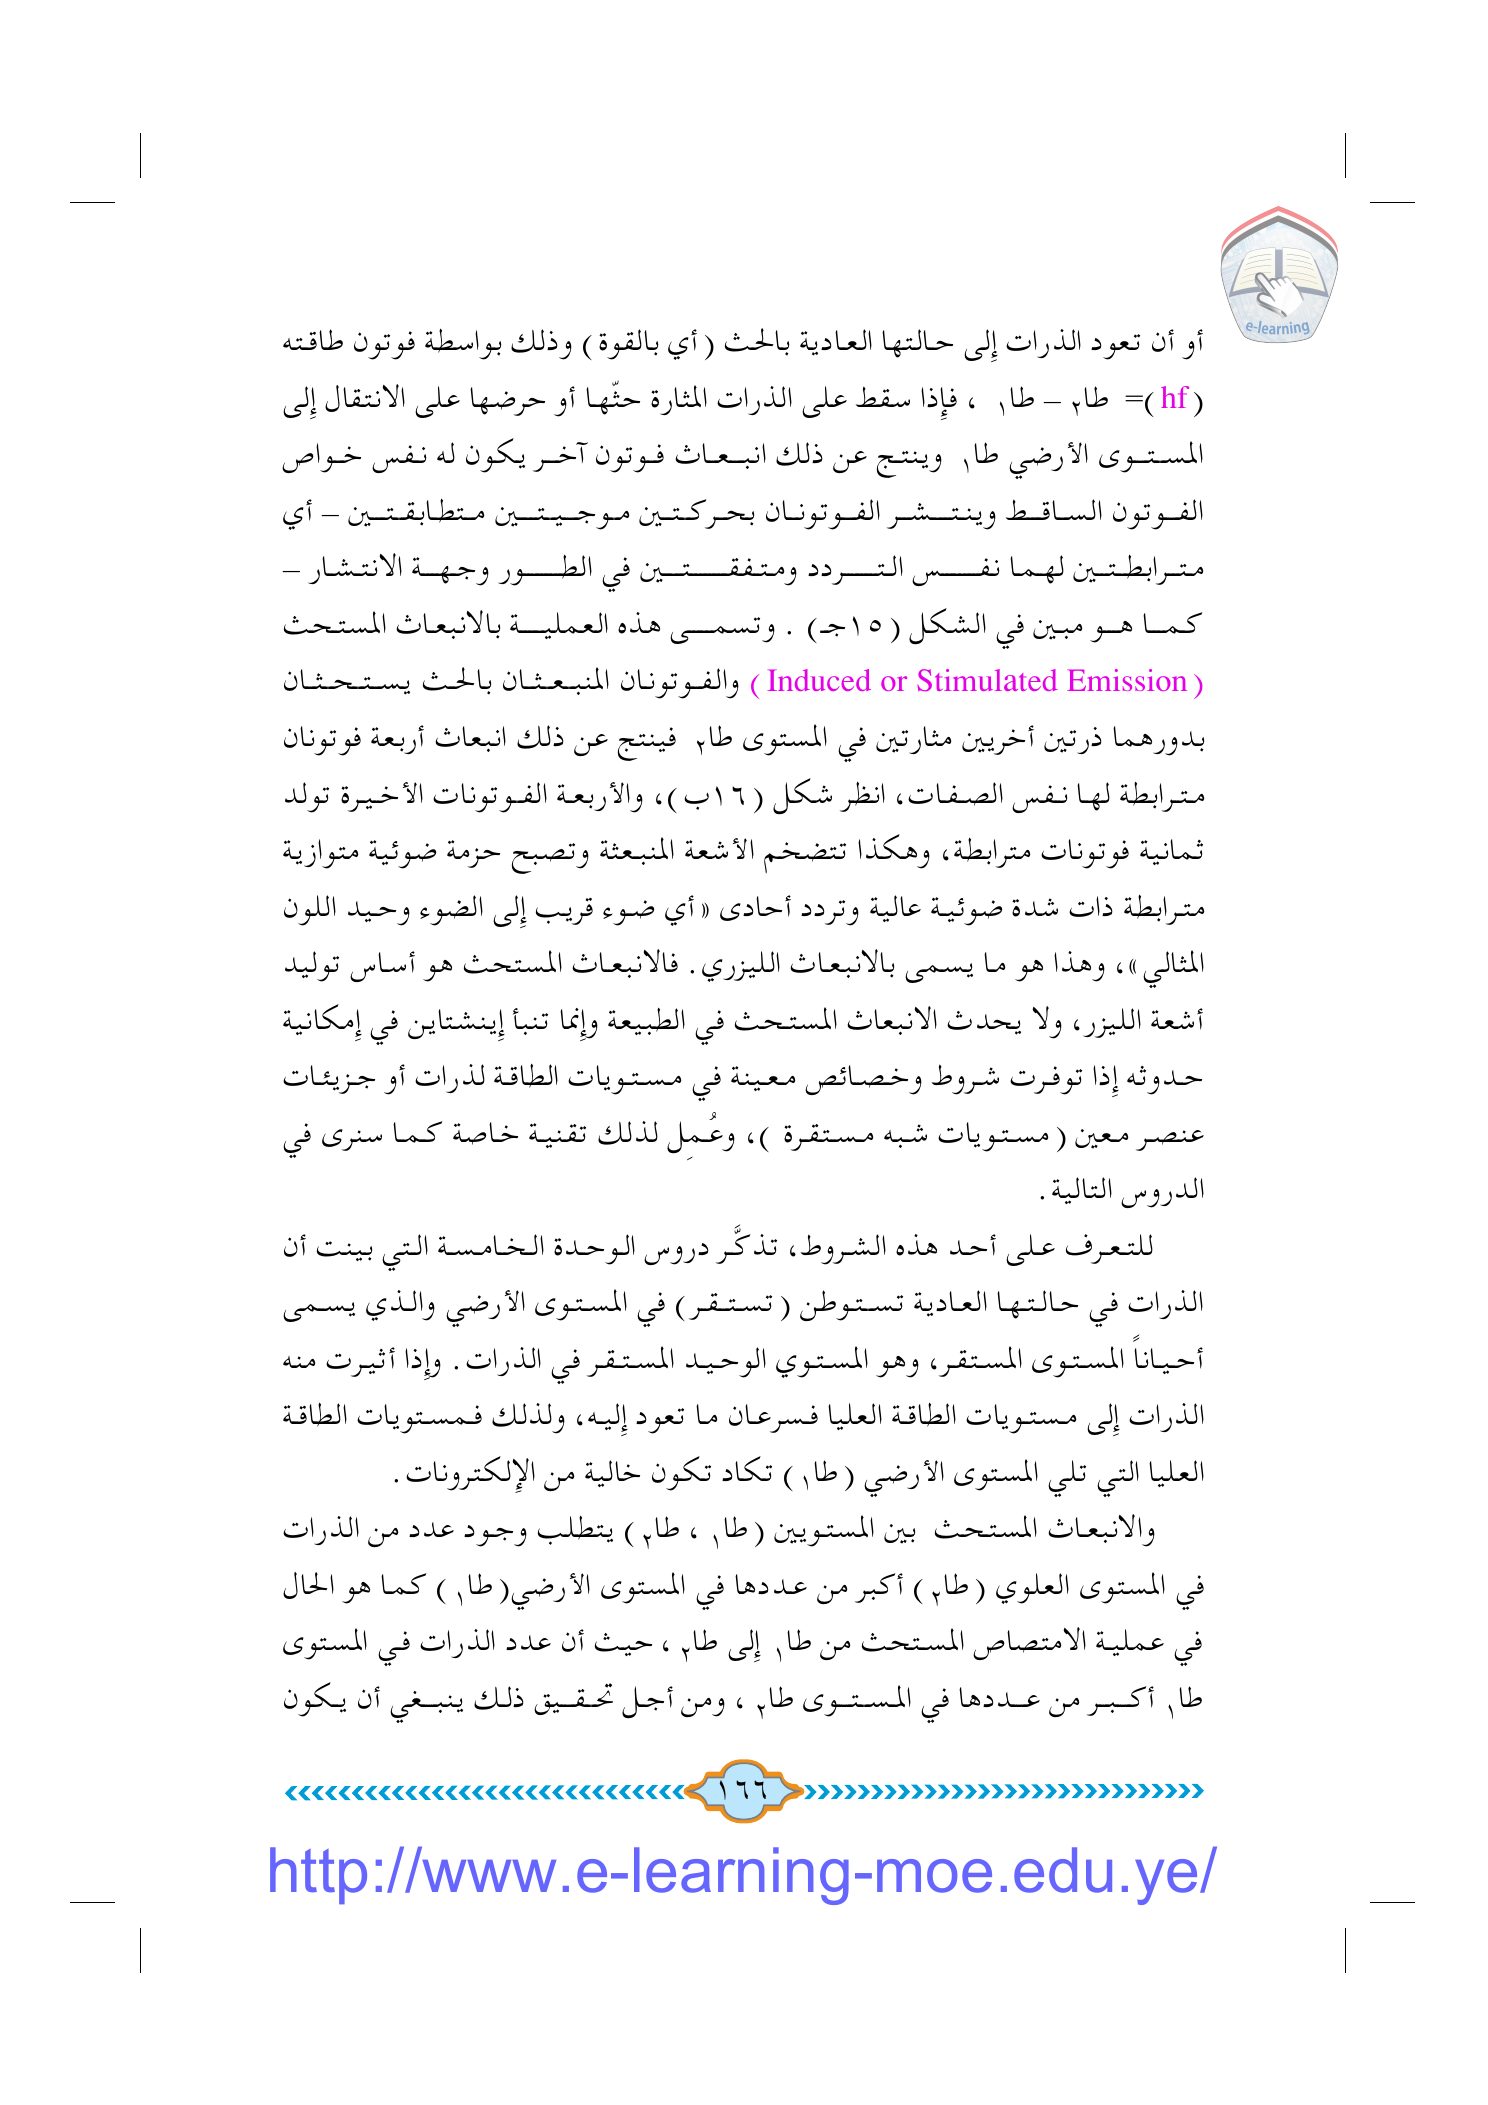 e-learning
أو أن تعود الذرات إلى حالتها العادية بالحث (أي بالقوة) وذلك بواسطة فوتون طاقته
(hf)= طا٢ – طا١ ، فإذا سقط على الذرات المثارة حثّها أو حرضها على الانتقال إلى
المستوى الأرضي طا١ وينتج عن ذلك انبعاث فوتون آخر يكون له نفس خواص
الفوتون الساقط وينتشر الفوتونان بحركتين موجيتين متطابقتين – أي
مترابطتين لهما نفس التردد ومتفقتين في الطور وجهة الانتشار –
كما هو مبين في الشكل (١٥جـ) . وتسمى هذه العملية بالانبعاث المستحث
(Induced or Stimulated Emission) والفوتونان المنبعثان بالحث يستحثان
بدورهما ذرتين أخريين مثارتين في المستوى طا٢ فينتج عن ذلك انبعاث أربعة فوتونان
مترابطة لها نفس الصفات، انظر شكل (١٦ب)، والأربعة الفوتونات الأخيرة تولد
ثمانية فوتونات مترابطة، وهكذا تتضخم الأشعة المنبعثة وتصبح حزمة ضوئية متوازية
مترابطة ذات شدة ضوئية عالية وتردد أحادى «أي ضوء قريب إلى الضوء وحيد اللون
المثالي»، وهذا هو ما يسمى بالانبعاث الليزري. فالانبعاث المستحث هو أساس توليد
أشعة الليزر، ولا يحدث الانبعاث المستحث في الطبيعة وإنما تنبأ إينشتاين في إمكانية
حدوثه إذا توفرت شروط وخصائص معينة في مستويات الطاقة لذرات أو جزيئات
عنصر معين (مستويات شبه مستقرة )، وعُمِل لذلك تقنية خاصة كما سنرى في
الدروس التالية.
للتعرف على أحد هذه الشروط، تذكَّر دروس الوحدة الخامسة التي بينت أن
الذرات في حالتها العادية تستوطن (تستقر) في المستوى الأرضي والذي يسمى
أحياناً المستوى المستقر، وهو المستوي الوحيد المستقر في الذرات. وإذا أثيرت منه
الذرات إلى مستويات الطاقة العليا فسرعان ما تعود إليه، ولذلك فمستويات الطاقة
العليا التي تلي المستوى الأرضي (طا١) تكاد تكون خالية من الإلكترونات.
والانبعاث المستحث بين المستويين (طا١ ، طا٢) يتطلب وجود عدد من الذرات
في المستوى العلوي (طا٢) أكبر من عددها في المستوى الأرضي(طا١) كما هو الحال
في عملية الامتصاص المستحث من طا١ إلى طا٢ ، حيث أن عدد الذرات في المستوى
طا١ أكبر من عددها في المستوى طا٢ ، ومن أجل تحقيق ذلك ينبغي أن يكون
١٦٦
http://www.e-learning-moe.edu.ye/